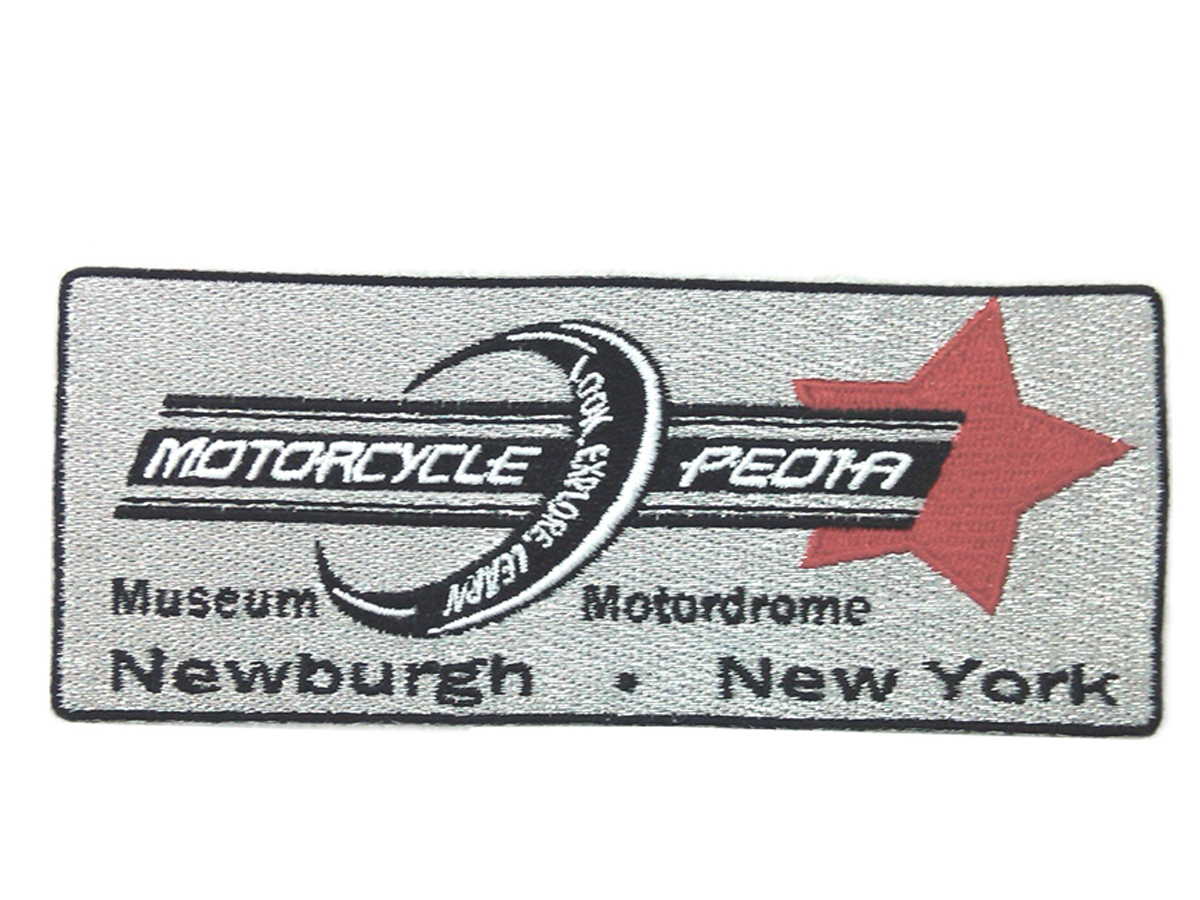 LOOK. EXPLORE. LEARN
MOTORCYCLE PEDIA
Museum Motordrome
Newburgh • New York